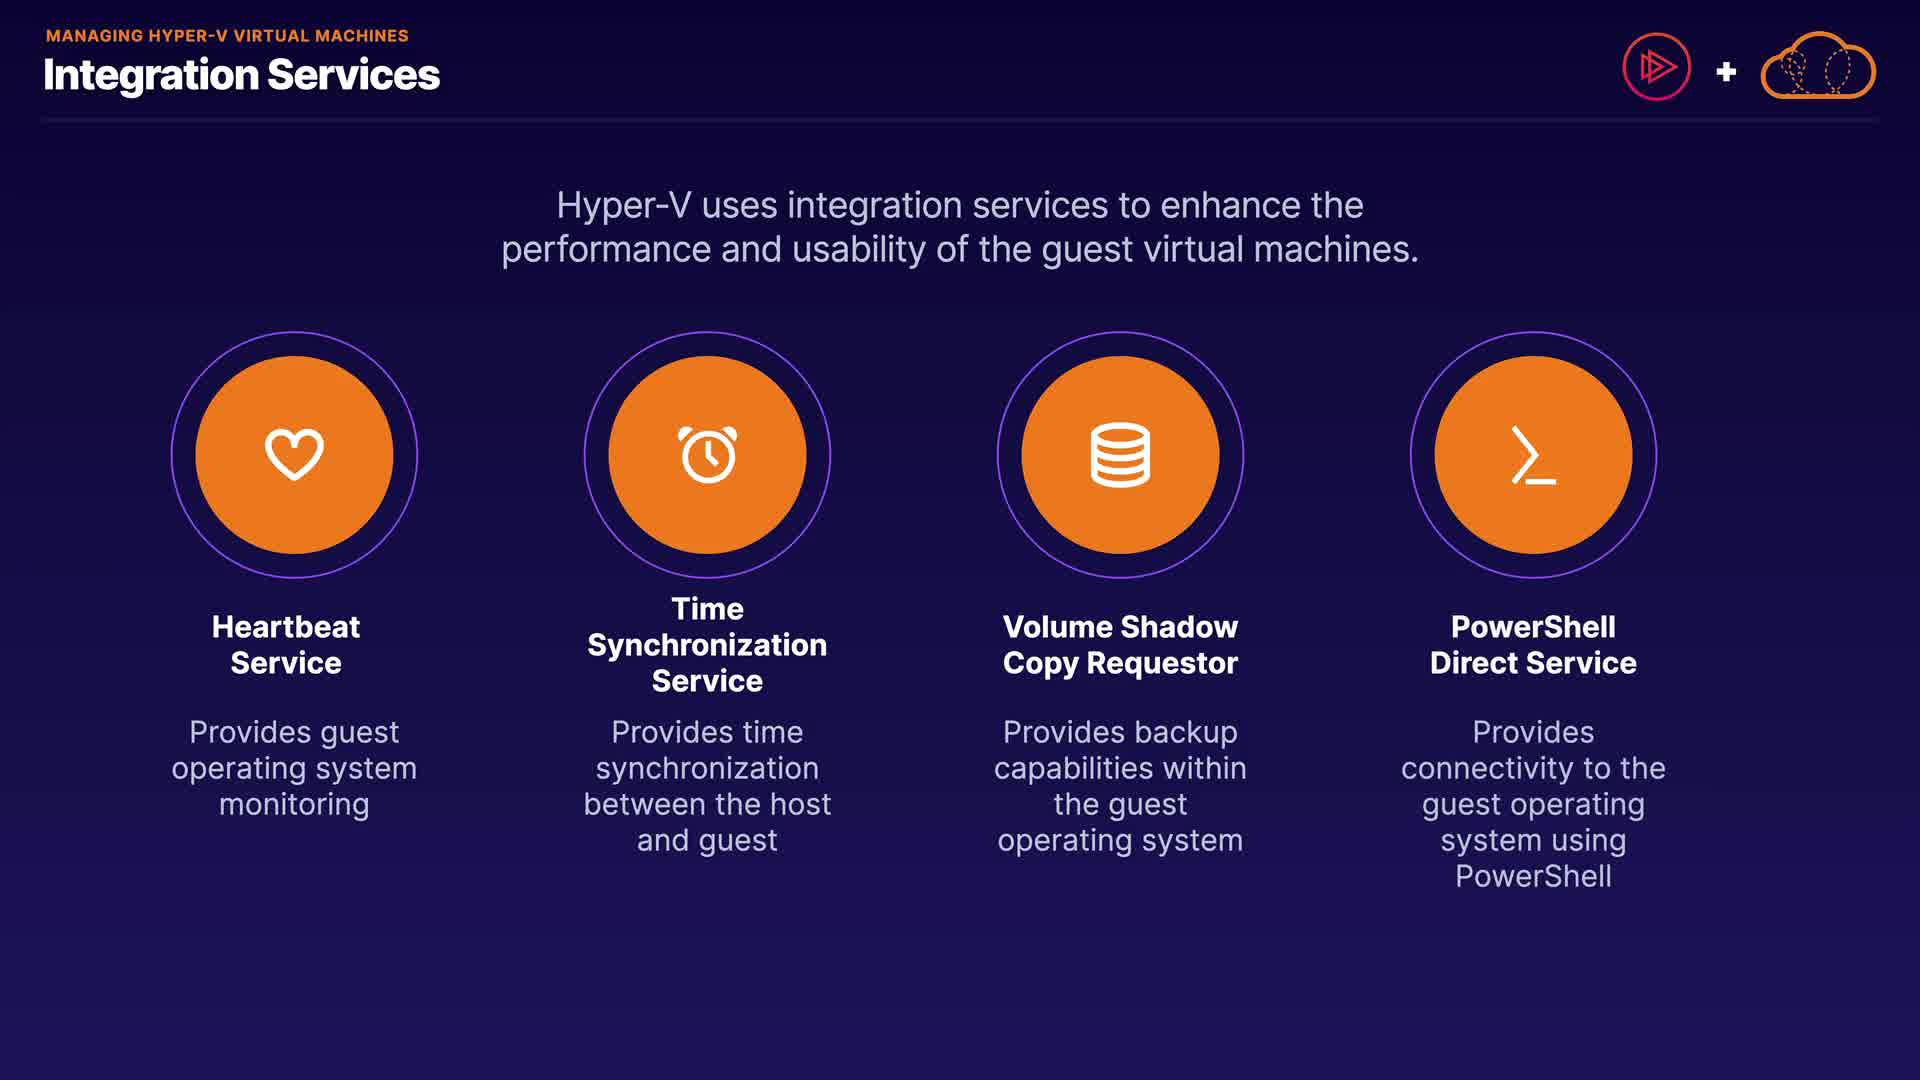 MANAGING HYPER-V VIRTUAL MACHINES
Integration Services
Hyper-V uses integration services to enhance the
performance and usability of the guest virtual machines.
Heartbeat
Service
Provides guest
operating system
monitoring
Time
Synchronization
Service
Provides time
synchronization
between the host
and guest
Volume Shadow
Copy Requestor
Provides backup
capabilities within
the guest
operating system
PowerShell
Direct Service
Provides
connectivity to the
guest operating
system using
PowerShell